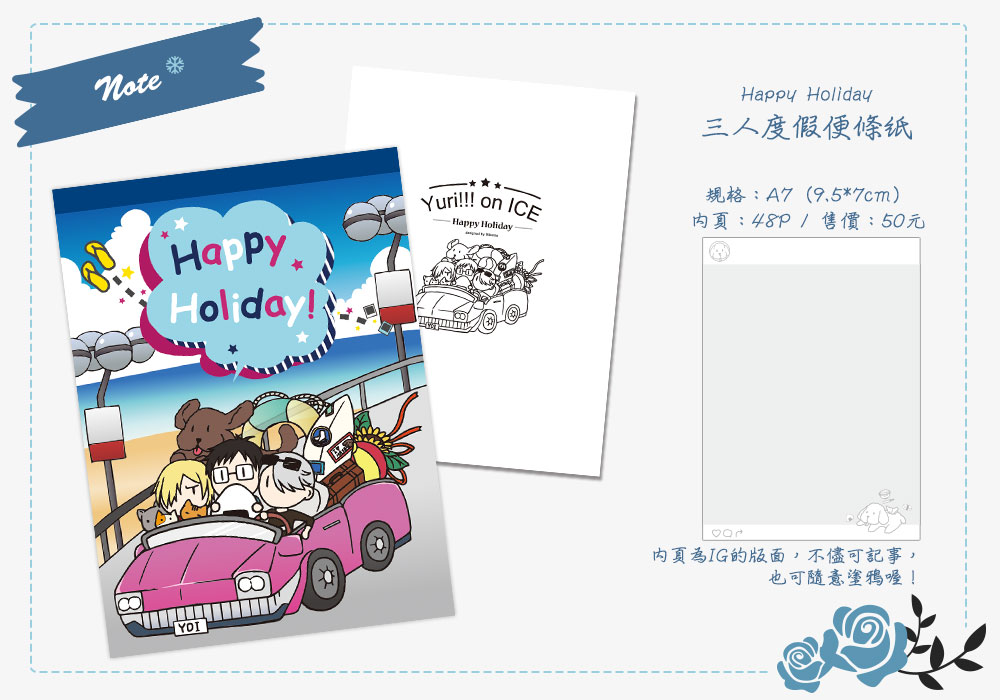 Note
Happy
Holiday!
YOI
Yuri!!! on ICE
Happy Holiday
Happy Holiday
三人度假便條紙
規格：A7（9.5*7cm）
內頁：48P / 售價：50元
內頁為IG的版面，不儘可記事，
也可隨意塗鴉喔！